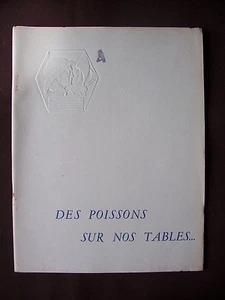 A
DES POISSONS
SUR NOS TABLES...